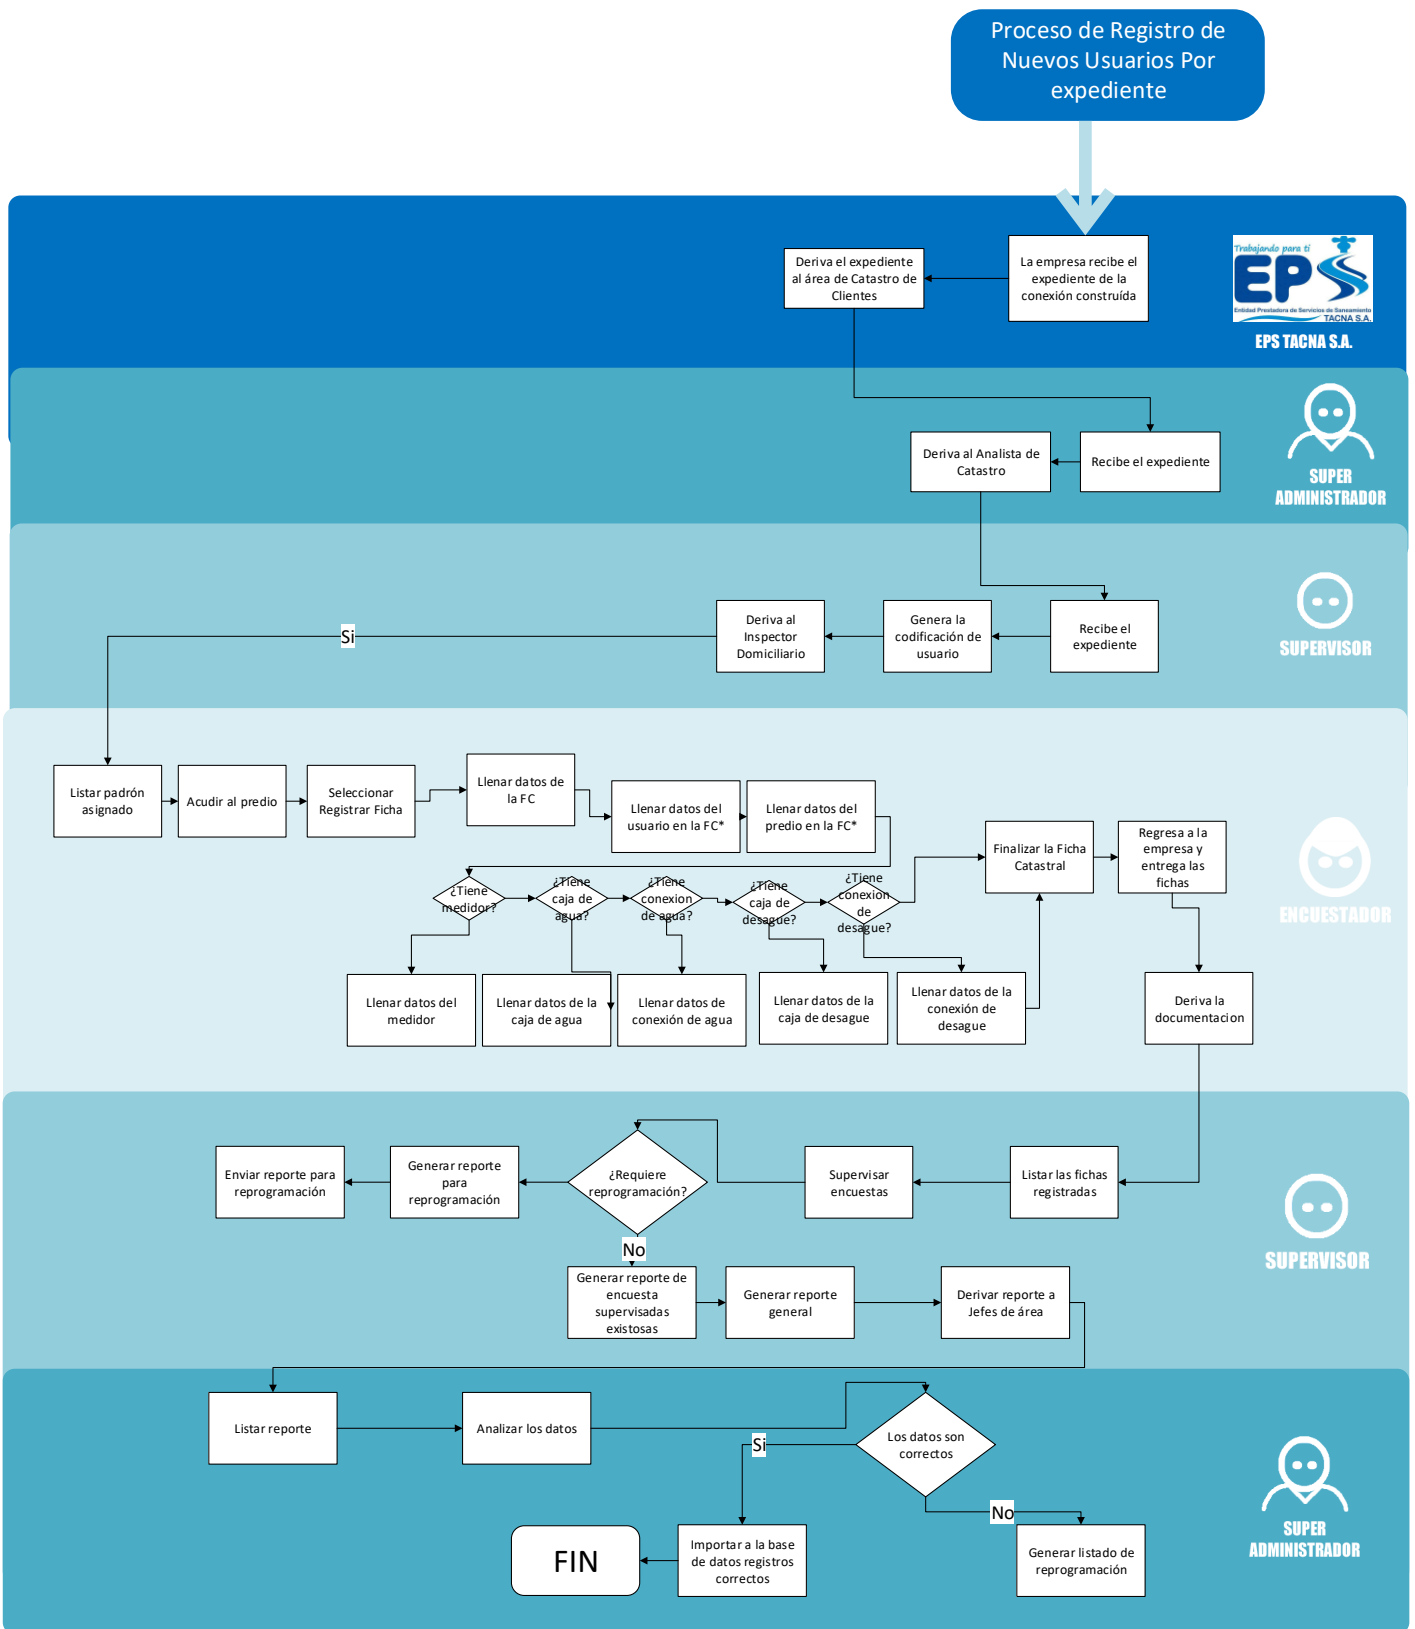 Proceso de Registro de
Nuevos Usuarios Por
expediente
Deriva el expediente
al área de Catastro de
Clientes
La empresa recibe el
expediente de la
conexión construída
Trabajando para tí
EPS
Entidad Prestadora de Servicios de Saneamiento
TACNA S.A.
EPS TACNA S.A.
Deriva al Analista de
Catastro
Recibe el expediente
SUPER
ADMINISTRADOR
Si
Deriva al
Inspector
Domiciliario
Genera la
codificación de
usuario
Recibe el
expediente
SUPERVISOR
Listar padrón
asignado
Acudir al predio
Seleccionar
Registrar Ficha
Llenar datos de
la FC
Llenar datos del
usuario en la FC*
Llenar datos del
predio en la FC*
Finalizar la Ficha
Catastral
Regresa a la
empresa y
entrega las
fichas
¿Tiene
medidor?
¿Tiene
caja de
agua?
¿Tiene
conexion
de agua?
¿Tiene
caja de
desague?
¿Tiene
conexion
de
desague?
ENCUESTADOR
Llenar datos del
medidor
Llenar datos de la
caja de agua
Llenar datos de
conexión de agua
Llenar datos de la
caja de desague
Llenar datos de la
conexión de
desague
Deriva la
documentacion
Enviar reporte para
reprogramación
Generar reporte
para
reprogramación
¿Requiere
reprogramación?
Supervisar
encuestas
Listar las fichas
registradas
No
SUPERVISOR
Generar reporte de
encuesta
supervisadas
existosas
Generar reporte
general
Derivar reporte a
Jefes de área
Listar reporte
Analizar los datos
Los datos son
correctos
Si
No
FIN
Importar a la base
de datos registros
correctos
Generar listado de
reprogramación
SUPER
ADMINISTRADOR